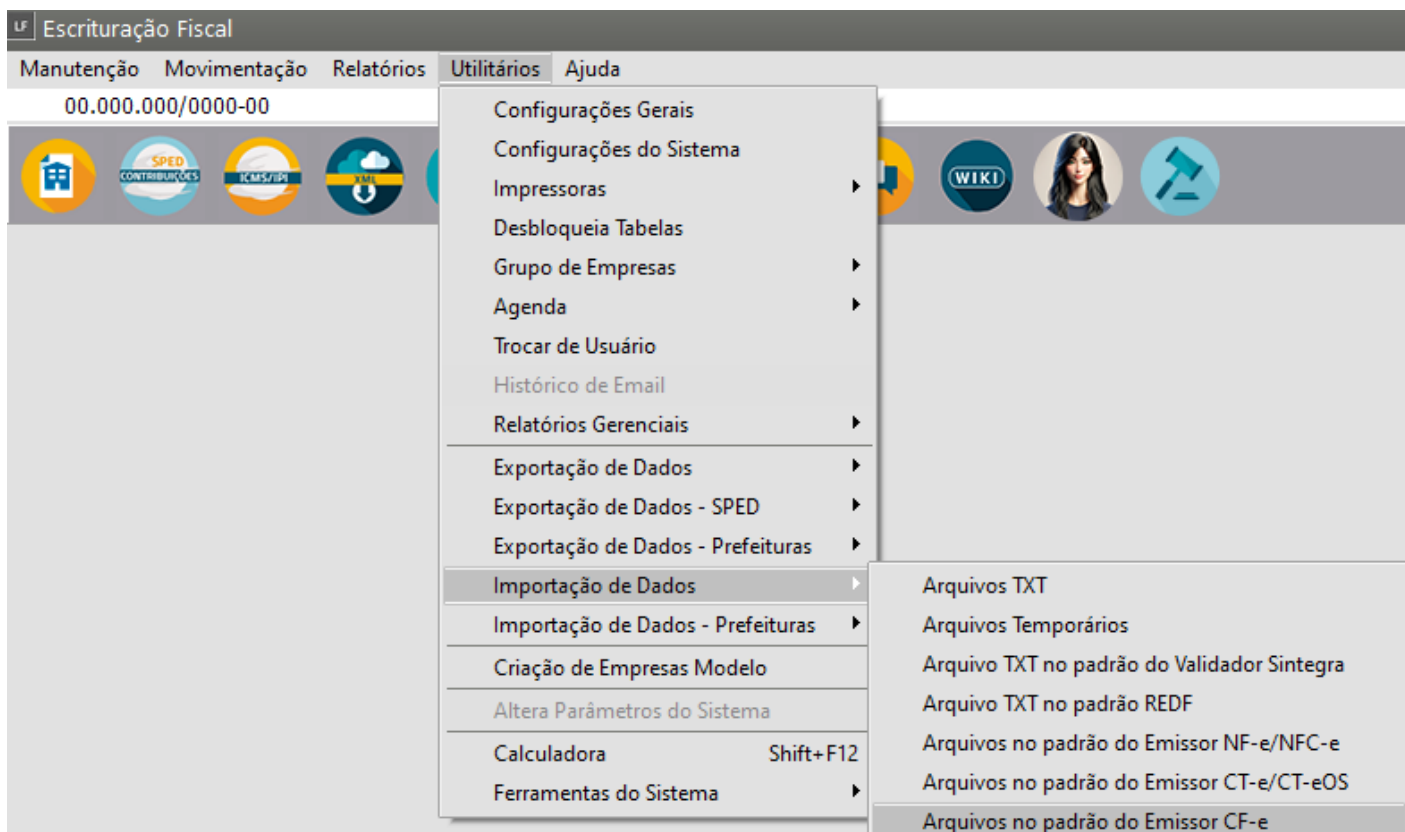 LF Escrituração Fiscal
Manutenção Movimentação Relatórios Utilitários Ajuda
00.000.000/0000-00
SPED
CONTRIBUIÇÕES
ICMS/IPI
XML
WIKI
Configurações Gerais
Configurações do Sistema
Impressoras
Desbloqueia Tabelas
Grupo de Empresas
Agenda
Trocar de Usuário
Histórico de Email
Relatórios Gerenciais
Exportação de Dados
Exportação de Dados - SPED
Exportação de Dados - Prefeituras
Importação de Dados
Importação de Dados - Prefeituras
Criação de Empresas Modelo
Altera Parâmetros do Sistema
Calculadora Shift+F12
Ferramentas do Sistema
Arquivos TXT
Arquivos Temporários
Arquivo TXT no padrão do Validador Sintegra
Arquivo TXT no padrão REDF
Arquivos no padrão do Emissor NF-e/NFC-e
Arquivos no padrão do Emissor CT-e/CT-eOS
Arquivos no padrão do Emissor CF-e